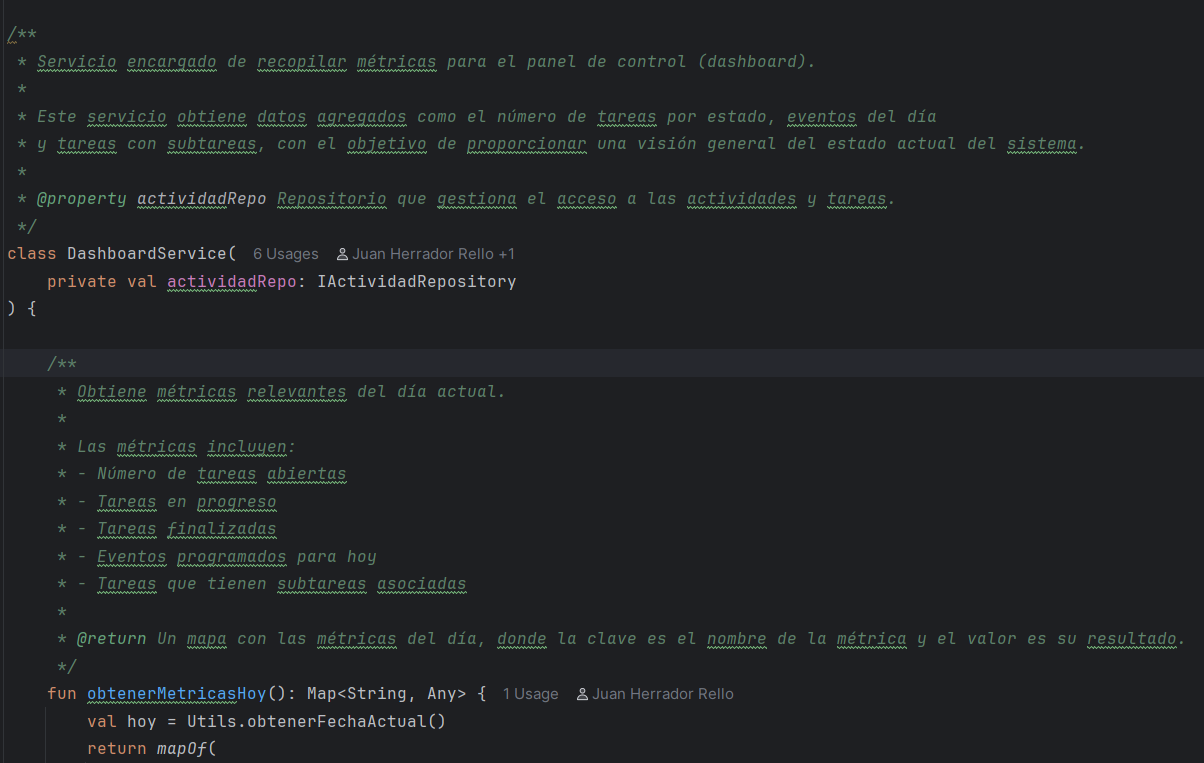 /**
* Servicio encargado de recopilar métricas para el panel de control (dashboard).
*
* Este servicio obtiene datos agregados como el número de tareas por estado, eventos del día
* y tareas con subtareas, con el objetivo de proporcionar una visión general del estado actual del sistema.
*
* @property actividadRepo Repositorio que gestiona el acceso a las actividades y tareas.
*/
class DashboardService( 6 Usages Juan Herrador Rello +1
private val actividadRepo: IActividadRepository
) {
/**
* Obtiene métricas relevantes del día actual.
*
* Las métricas incluyen:
* - Número de tareas abiertas
* - Tareas en progreso
* - Tareas finalizadas
* - Eventos programados para hoy
* - Tareas que tienen subtareas asociadas
*
* @return Un mapa con las métricas del día, donde la clave es el nombre de la métrica y el valor es su resultado.
*/
fun obtenerMetricasHoy(): Map<String, Any> { 1 Usage Juan Herrador Rello
val hoy = Utils.obtenerFechaActual()
return mapOf(